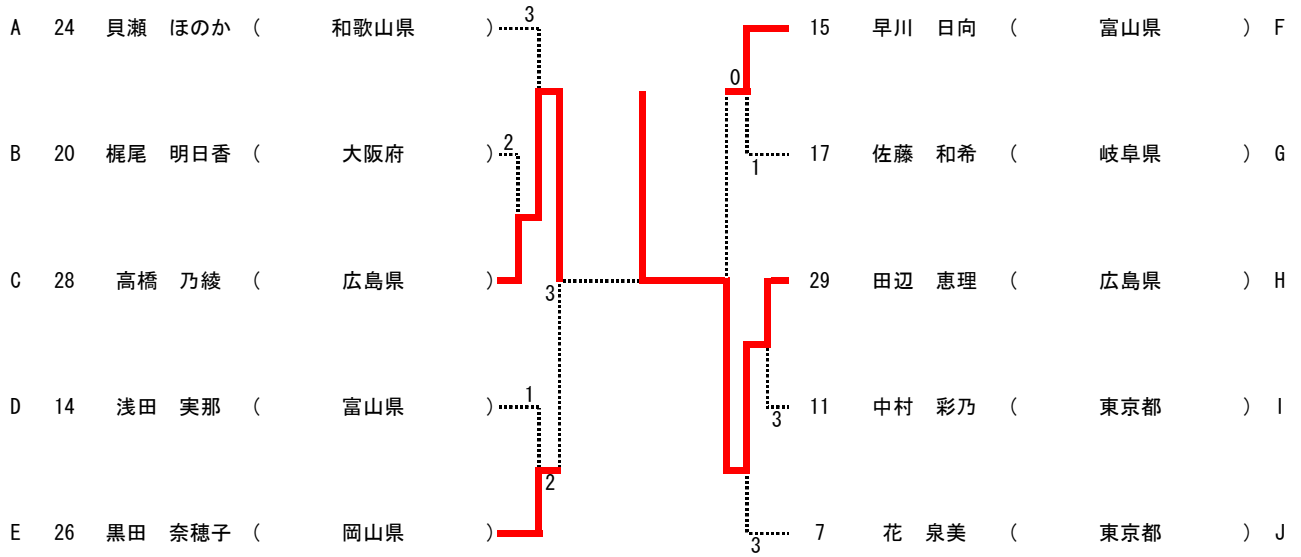 A 24 貝瀬 ほのか ( 和歌山県 ) 3 15 早川 日向 ( 富山県 ) F
0
B 20 梶尾 明日香 ( 大阪府 ) 2 17 佐藤 和希 ( 岐阜県 ) G
1
C 28 高橋 乃綾 ( 広島県 ) 29 田辺 恵理 ( 広島県 ) H
3
D 14 浅田 実那 ( 富山県 ) 1 11 中村 彩乃 ( 東京都 ) I
3
2
E 26 黒田 奈穂子 ( 岡山県 ) 7 花 泉美 ( 東京都 ) J
3